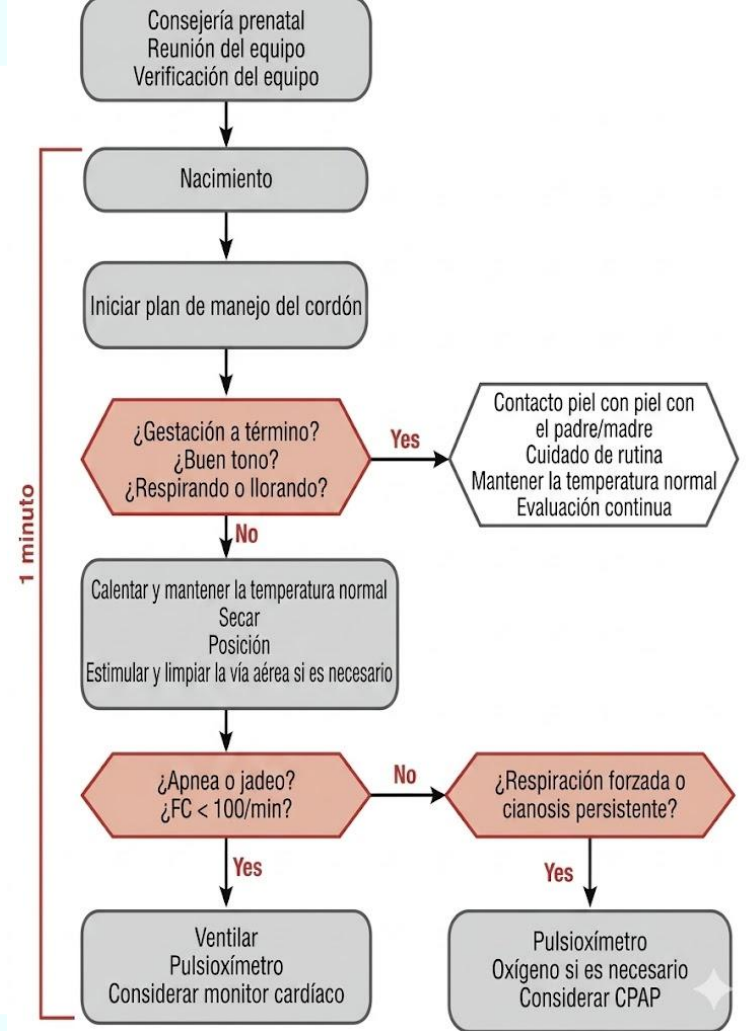 Consejería prenatal
Reunión del equipo
Verificación del equipo
Nacimiento
Iniciar plan de manejo del cordón
¿Gestación a término?
¿Buen tono?
¿Respirando o llorando?
Yes
Contacto piel con piel con
el padre/madre
Cuidado de rutina
Mantener la temperatura normal
Evaluación continua
No
1 minuto
Calentar y mantener la temperatura normal
Secar
Posición
Estimular y limpiar la vía aérea si es necesario
¿Apnea o jadeo?
¿FC < 100/min?
No
¿Respiración forzada o
cianosis persistente?
Yes
Yes
Ventilar
Pulsioxímetro
Considerar monitor cardíaco
Pulsioxímetro
Oxígeno si es necesario
Considerar CPAP